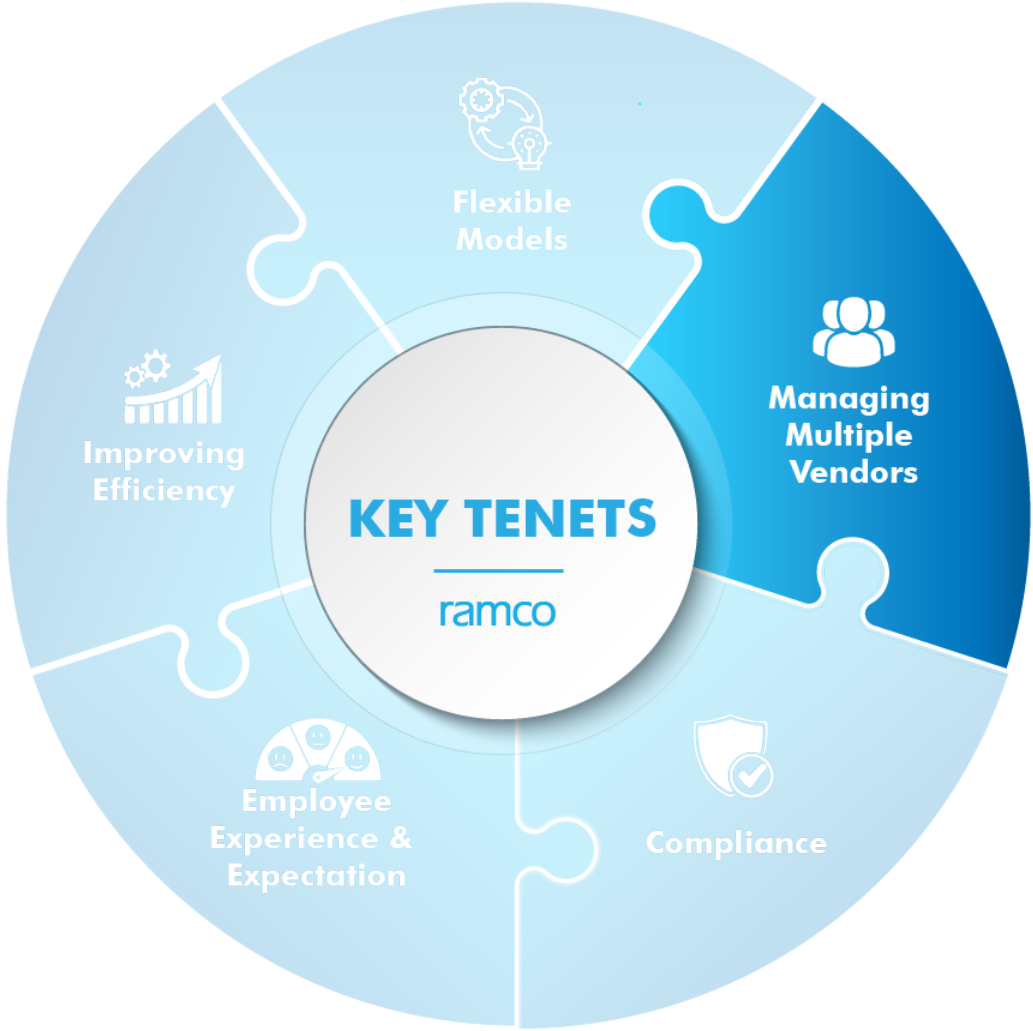 Flexible
Models
Managing
Multiple
Vendors
Improving
Efficiency
KEY TENETS
ramco
Employee
Experience &
Expectation
Compliance